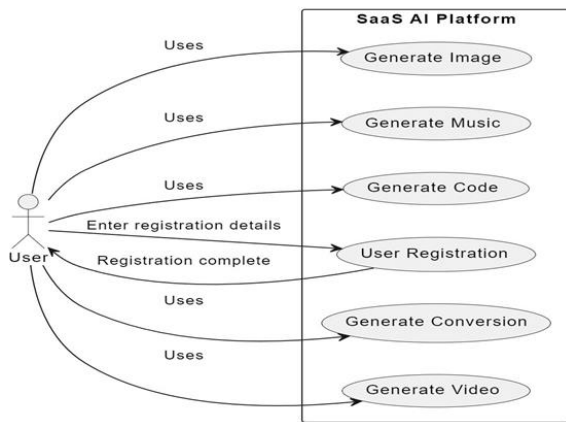 SaaS AI Platform
Uses
Generate Image
Uses
Generate Music
Uses
Generate Code
Enter registration details
User Registration
User
Registration complete
Uses
Generate Conversion
Uses
Generate Video